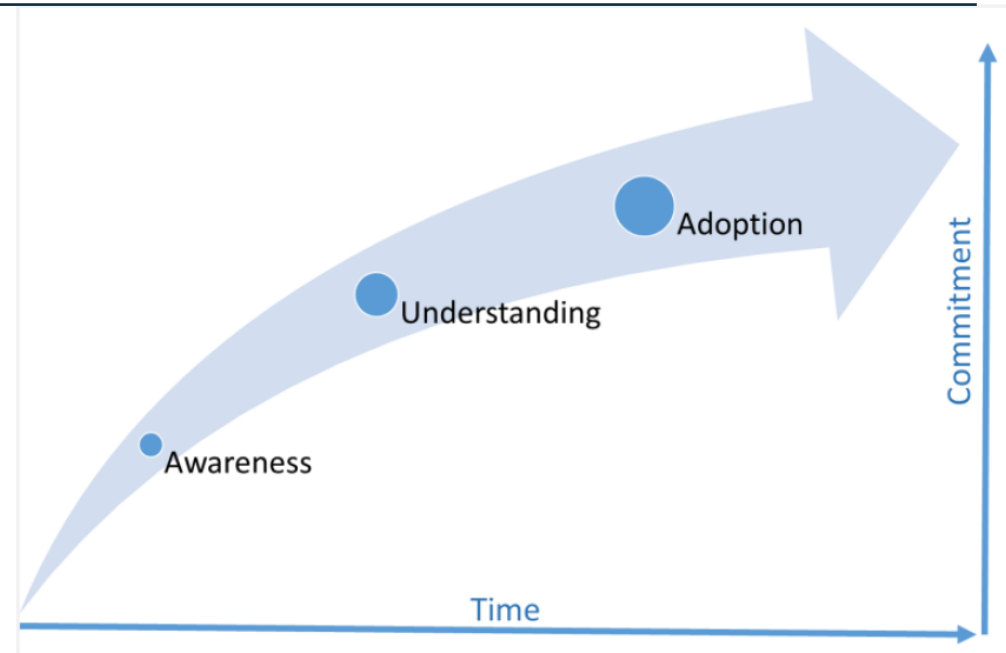 Adoption
Understanding
Commitment
Awareness
Time